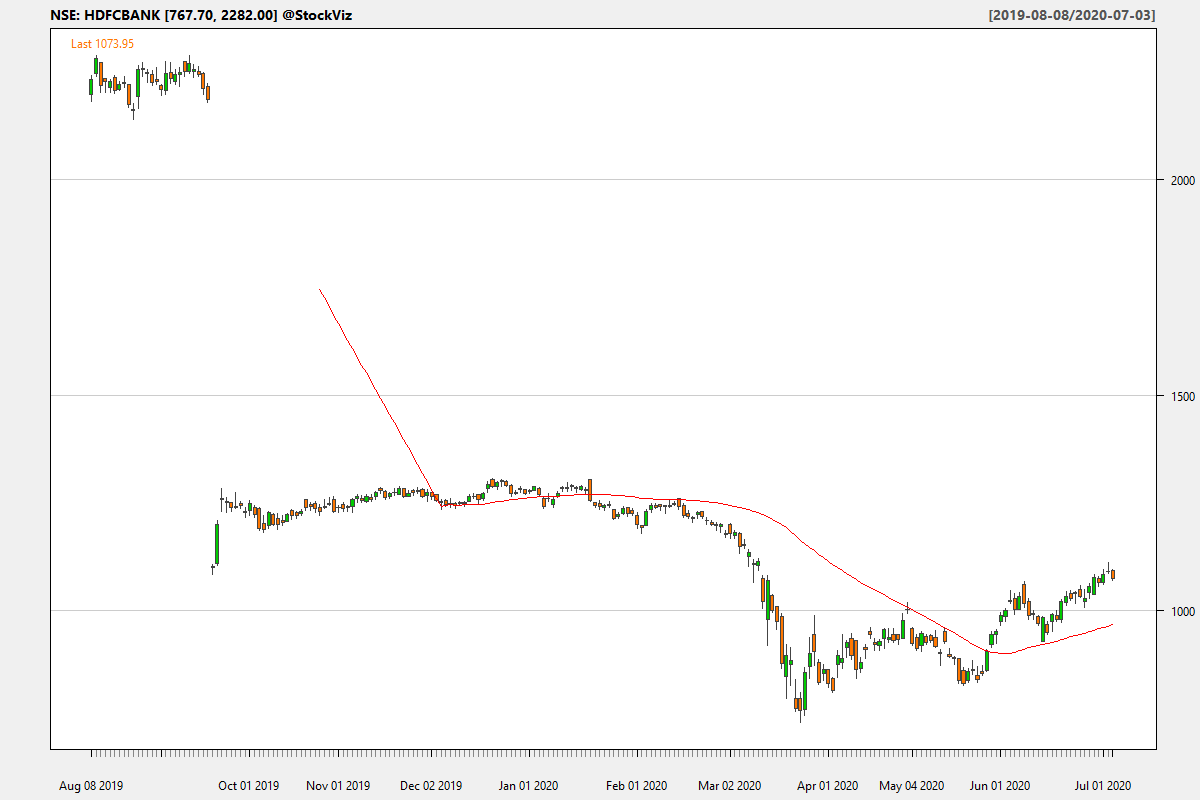 NSE: HDFCBANK [767.70, 2282.00] @StockViz [2019-08-08/2020-07-03]
Last 1073.95
2000
1500
1000
Aug 08 2019 Oct 01 2019 Nov 01 2019 Dec 02 2019 Jan 01 2020 Feb 03 2020 Mar 02 2020 Apr 01 2020 May 04 2020 Jun 01 2020 Jul 01 2020